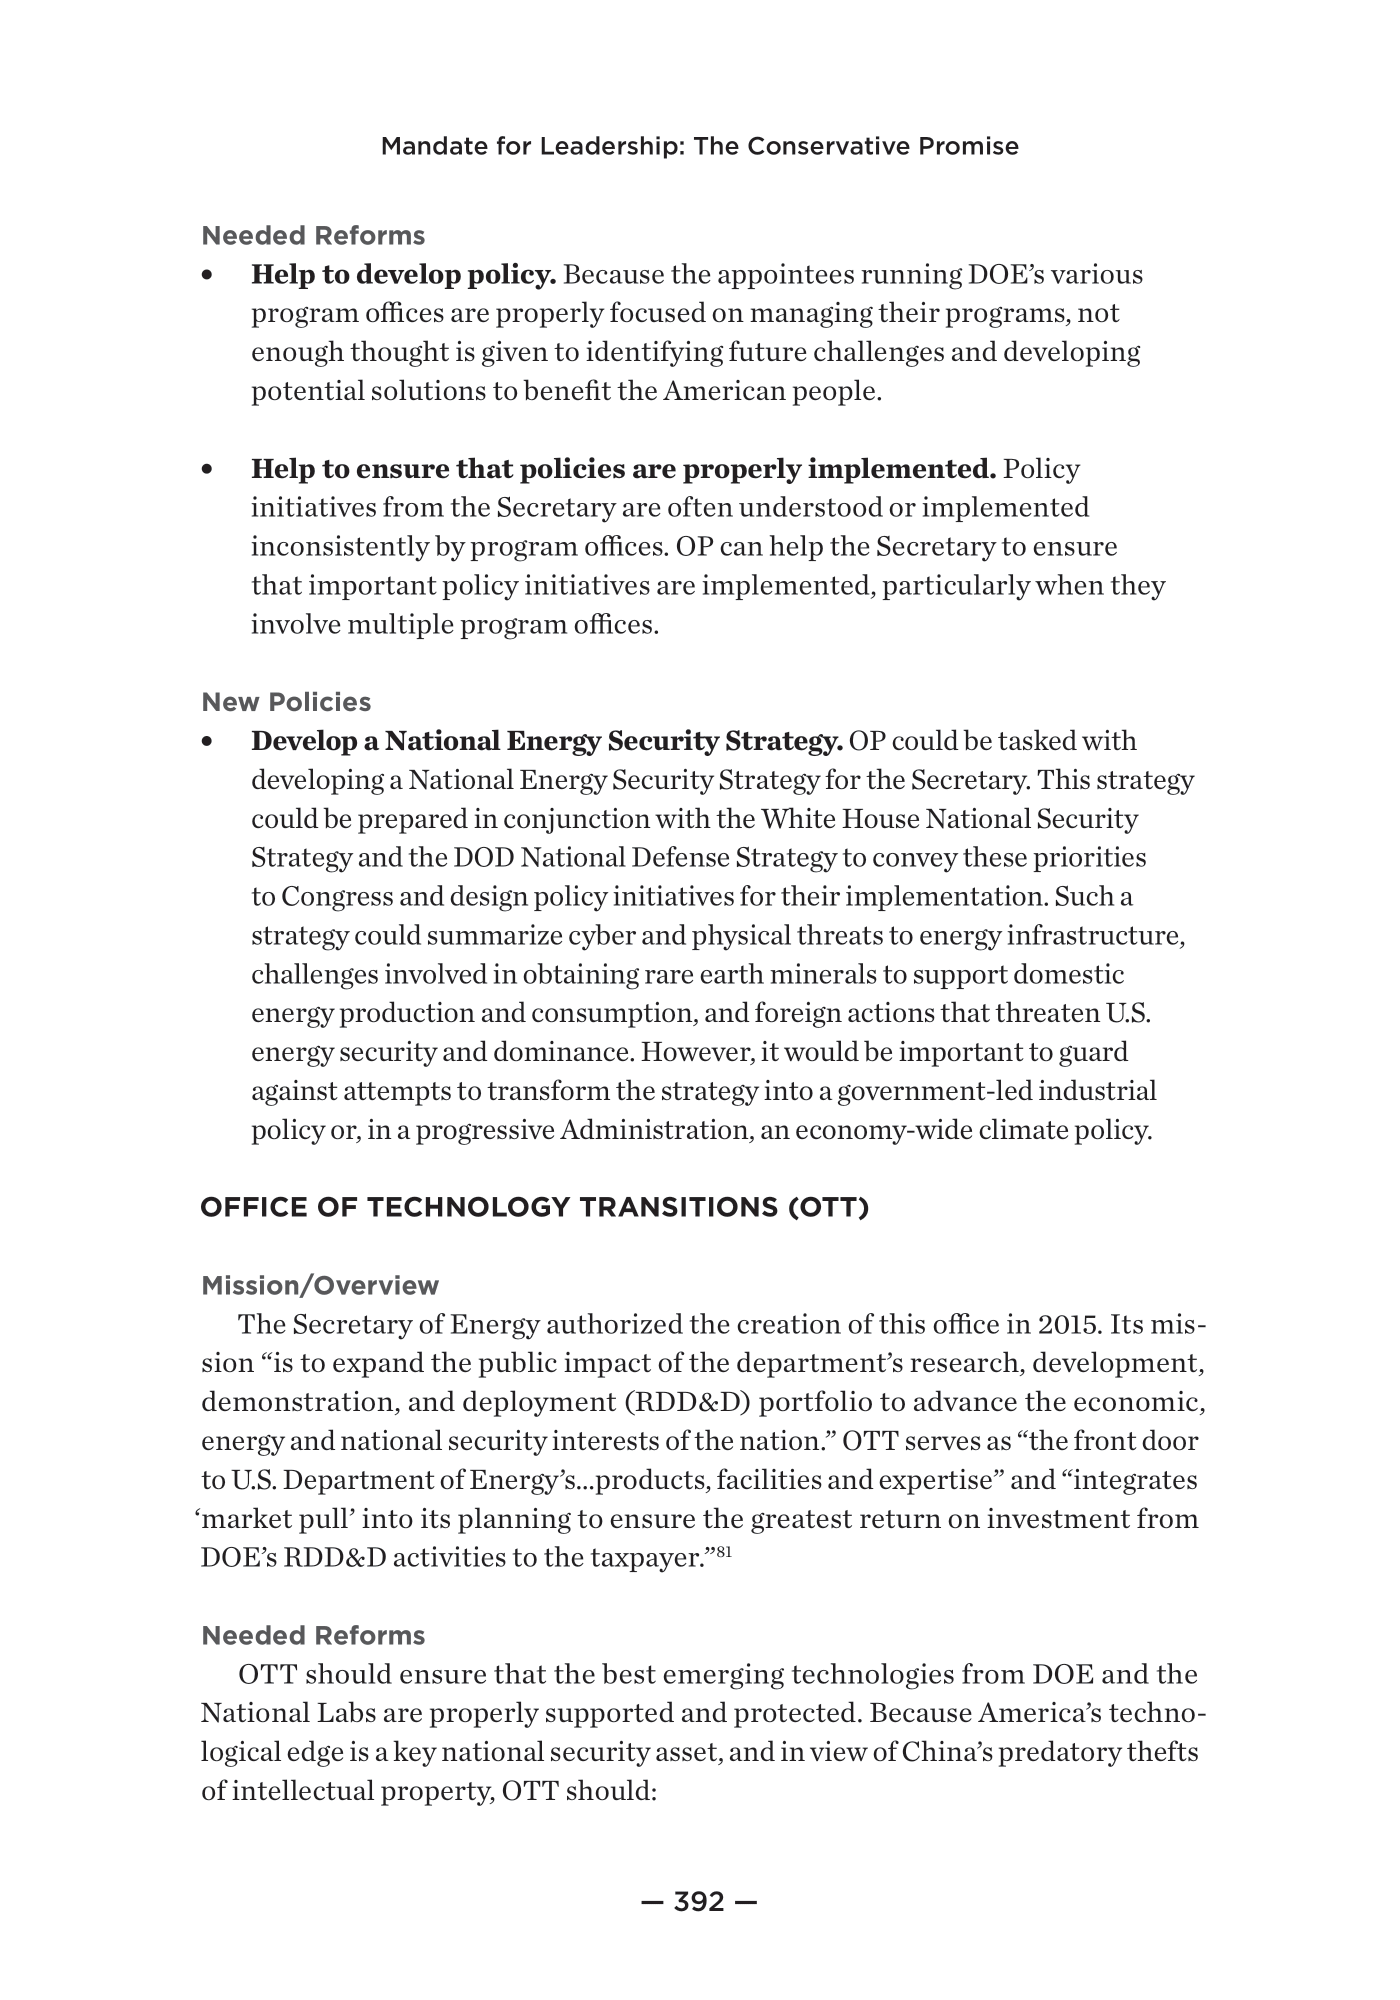 Mandate for Leadership: The Conservative Promise
Needed Reforms
• Help to develop policy. Because the appointees running DOE’s various
program offices are properly focused on managing their programs, not
enough thought is given to identifying future challenges and developing
potential solutions to benefit the American people.
• Help to ensure that policies are properly implemented. Policy
initiatives from the Secretary are often understood or implemented
inconsistently by program offices. OP can help the Secretary to ensure
that important policy initiatives are implemented, particularly when they
involve multiple program offices.
New Policies
• Develop a National Energy Security Strategy. OP could be tasked with
developing a National Energy Security Strategy for the Secretary. This strategy
could be prepared in conjunction with the White House National Security
Strategy and the DOD National Defense Strategy to convey these priorities
to Congress and design policy initiatives for their implementation. Such a
strategy could summarize cyber and physical threats to energy infrastructure,
challenges involved in obtaining rare earth minerals to support domestic
energy production and consumption, and foreign actions that threaten U.S.
energy security and dominance. However, it would be important to guard
against attempts to transform the strategy into a government-led industrial
policy or, in a progressive Administration, an economy-wide climate policy.
OFFICE OF TECHNOLOGY TRANSITIONS (OTT)
Mission/Overview
The Secretary of Energy authorized the creation of this office in 2015. Its mis-
sion “is to expand the public impact of the department’s research, development,
demonstration, and deployment (RDD&D) portfolio to advance the economic,
energy and national security interests of the nation.” OTT serves as “the front door
to U.S. Department of Energy’s...products, facilities and expertise” and “integrates
‘market pull’ into its planning to ensure the greatest return on investment from
DOE’s RDD&D activities to the taxpayer.”81
Needed Reforms
OTT should ensure that the best emerging technologies from DOE and the
National Labs are properly supported and protected. Because America’s techno-
logical edge is a key national security asset, and in view of China’s predatory thefts
of intellectual property, OTT should:
— 392 —